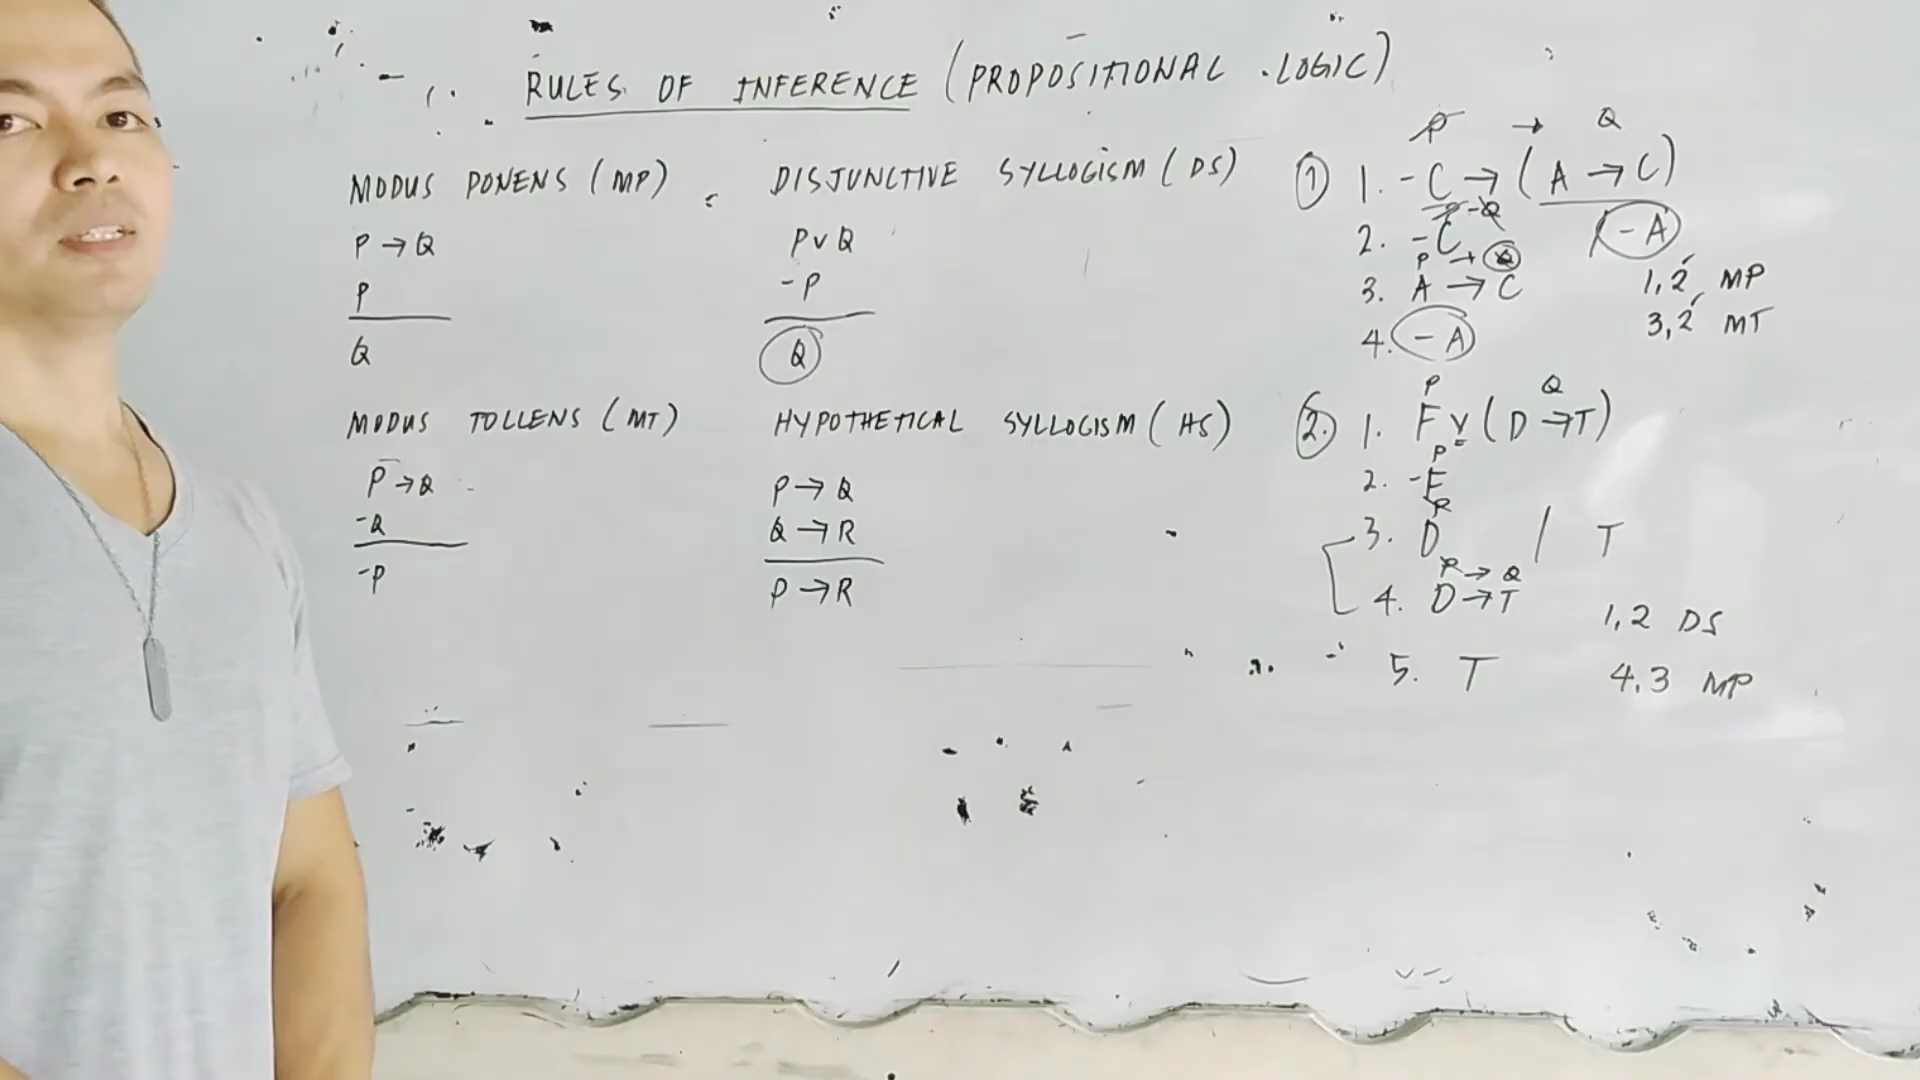 RULES OF INFERENCE (PROPOSITIONAL LOGIC)
MODUS PONENS (MP)
P → Q
P
Q
MODUS TOLLENS (MT)
P → Q
-Q
-P
DISJUNCTIVE SYLLOGISM (DS)
P v Q
-P
Q
HYPOTHETICAL SYLLOGISM (HS)
P → Q
Q → R
P → R
P → Q
① 1. -C → (A → C)
P -Q
2. -C / -A
P → Q
3. A → C 1,2 MP
4. -A 3,2 MT
P Q
②. 1. F v (D → T)
P
2. -F
P
3. D / T
P → Q
4. D → T 1,2 DS
5. T 4,3 MP